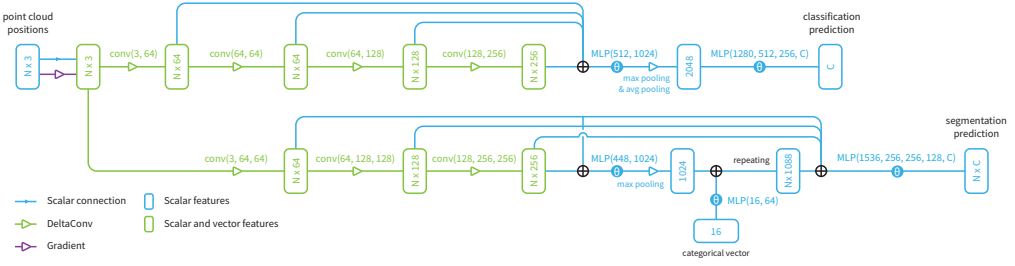 point cloud
positions
N x 3
N x 3
conv(3, 64)
N x 64
conv(64, 64)
N x 64
conv(64, 128)
N x 128
conv(128, 256)
N x 256
MLP(512, 1024)
max pooling
& avg pooling
2048
MLP(1280, 512, 256, C)
classification
prediction
C
conv(3, 64, 64)
N x 64
conv(64, 128, 128)
N x 128
conv(128, 256, 256)
N x 256
MLP(448, 1024)
max pooling
1024
repeating
N x 1088
MLP(16, 64)
16
categorical vector
MLP(1536, 256, 256, 128, C)
segmentation
prediction
N x C
Scalar connection
DeltaConv
Gradient
Scalar features
Scalar and vector features